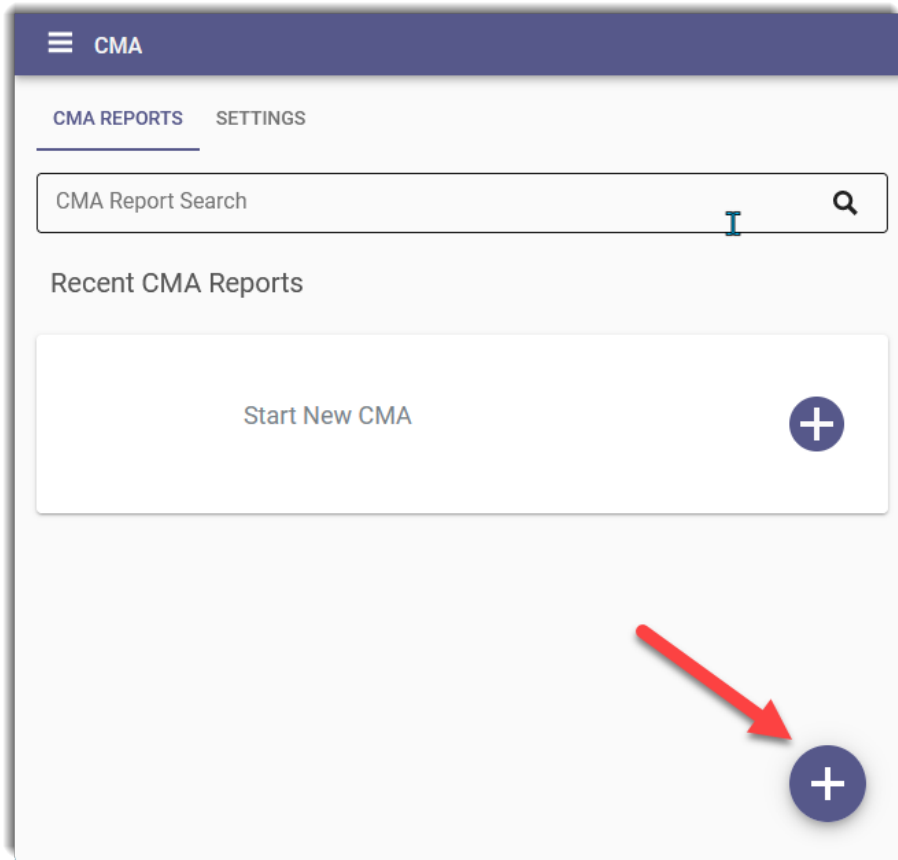 CMA
CMA REPORTS SETTINGS
CMA Report Search
Recent CMA Reports
Start New CMA